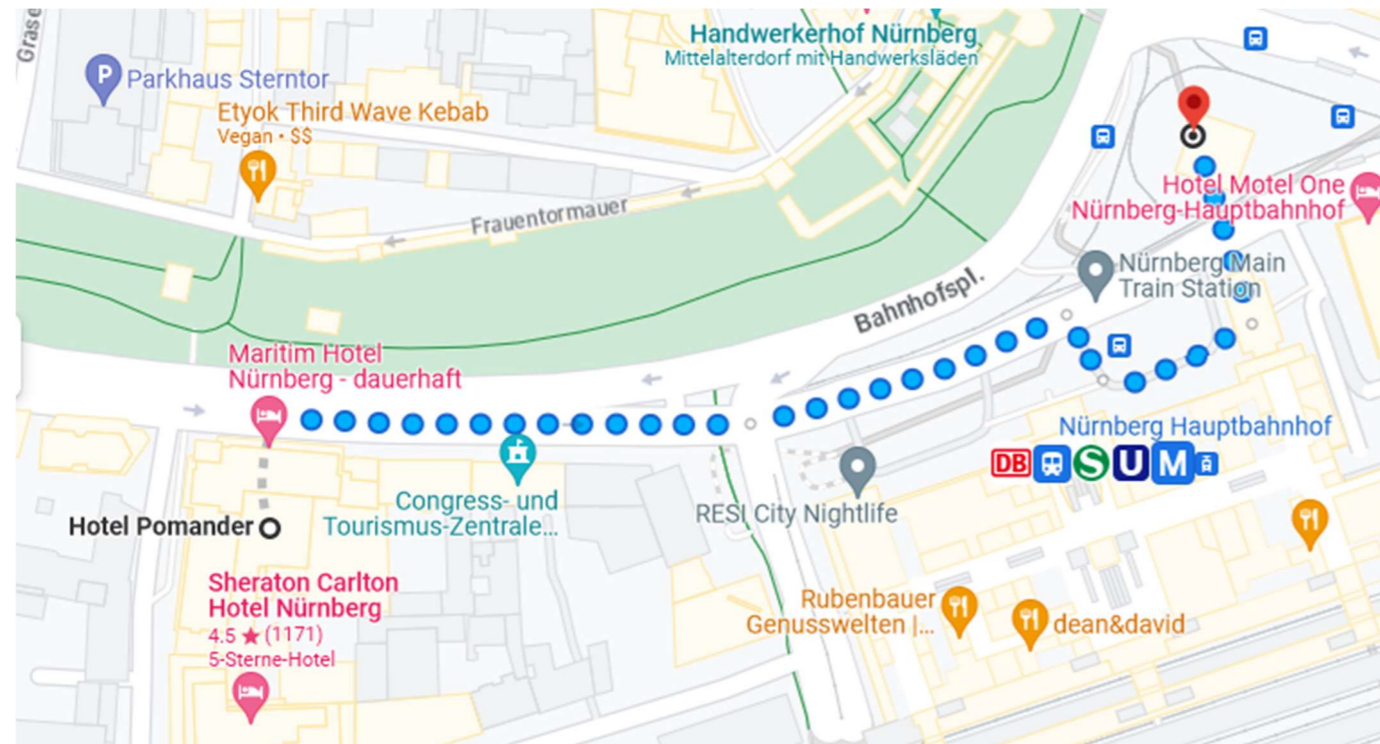 Grase
Handwerkerhof Nürnberg
Mittelalterdorf mit Handwerksläden
P
Parkhaus Sterntor
Etyok Third Wave Kebab
Vegan • $$
Hotel Motel One
Nürnberg-Hauptbahnhof
Frauentormauer
Nürnberg Main
Train Station
Bahnhofspl.
Maritim Hotel
Nürnberg - dauerhaft
Nürnberg Hauptbahnhof
DB S U M
Congress- und
Tourismus-Zentrale...
RESI City Nightlife
Hotel Pomander
Sheraton Carlton
Hotel Nürnberg
4.5 ★ (1171)
5-Sterne-Hotel
Rubenbauer
Genusswelten |...
dean&david